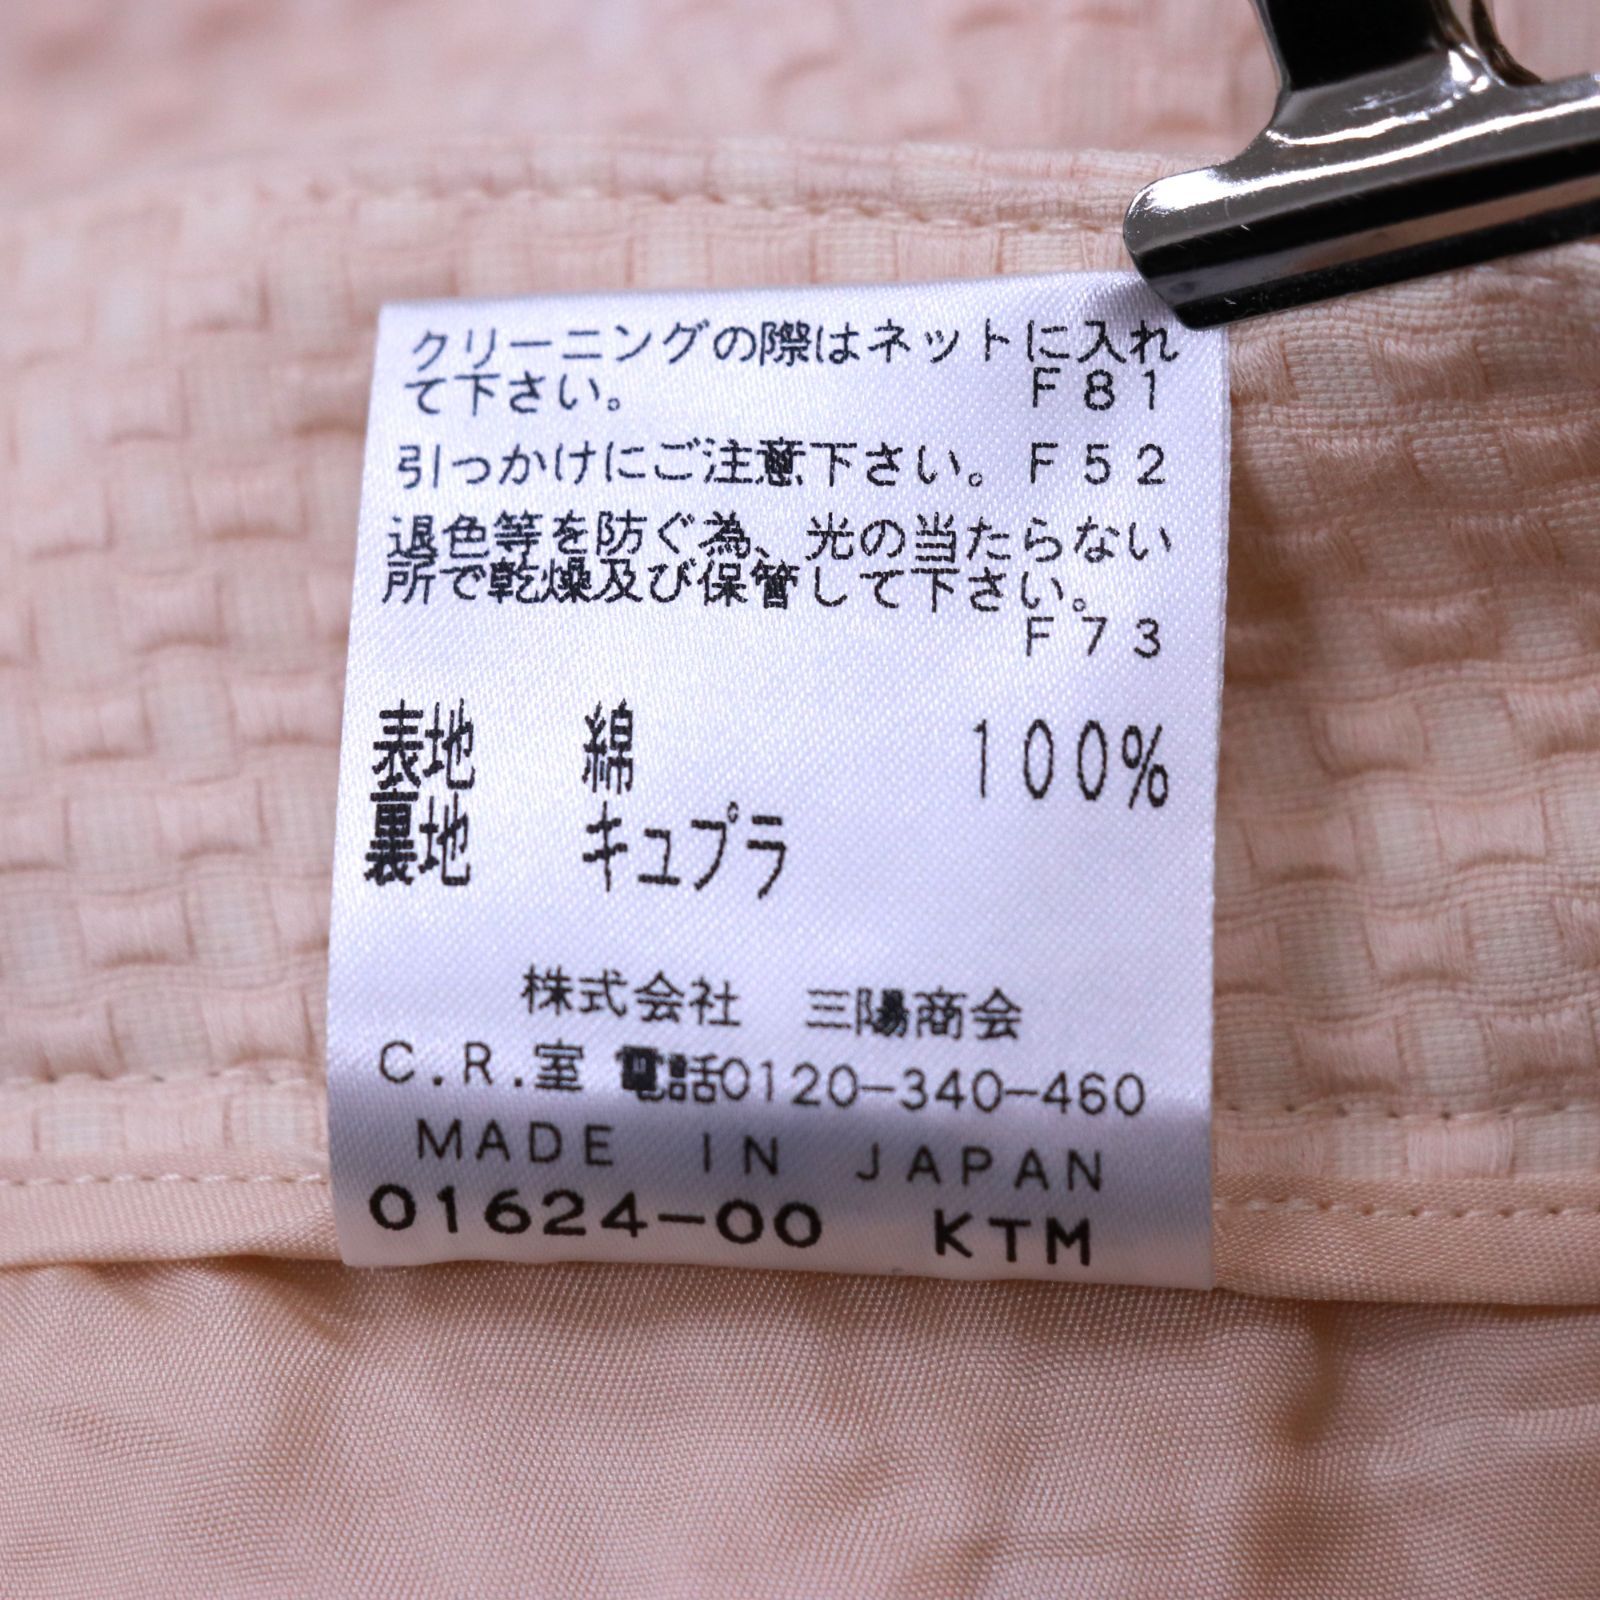 クリーニングの際はネットに入れ
て下さい。 F81
引っかけにご注意下さい。F52
退色等を防ぐ為、光の当たらない
所で乾燥及び保管して下さい。
F73
表地 綿 100%
裏地 キュプラ
株式会社 三陽商会
C.R.室 電話0120-340-460
MADE IN JAPAN
01624-00 KTM